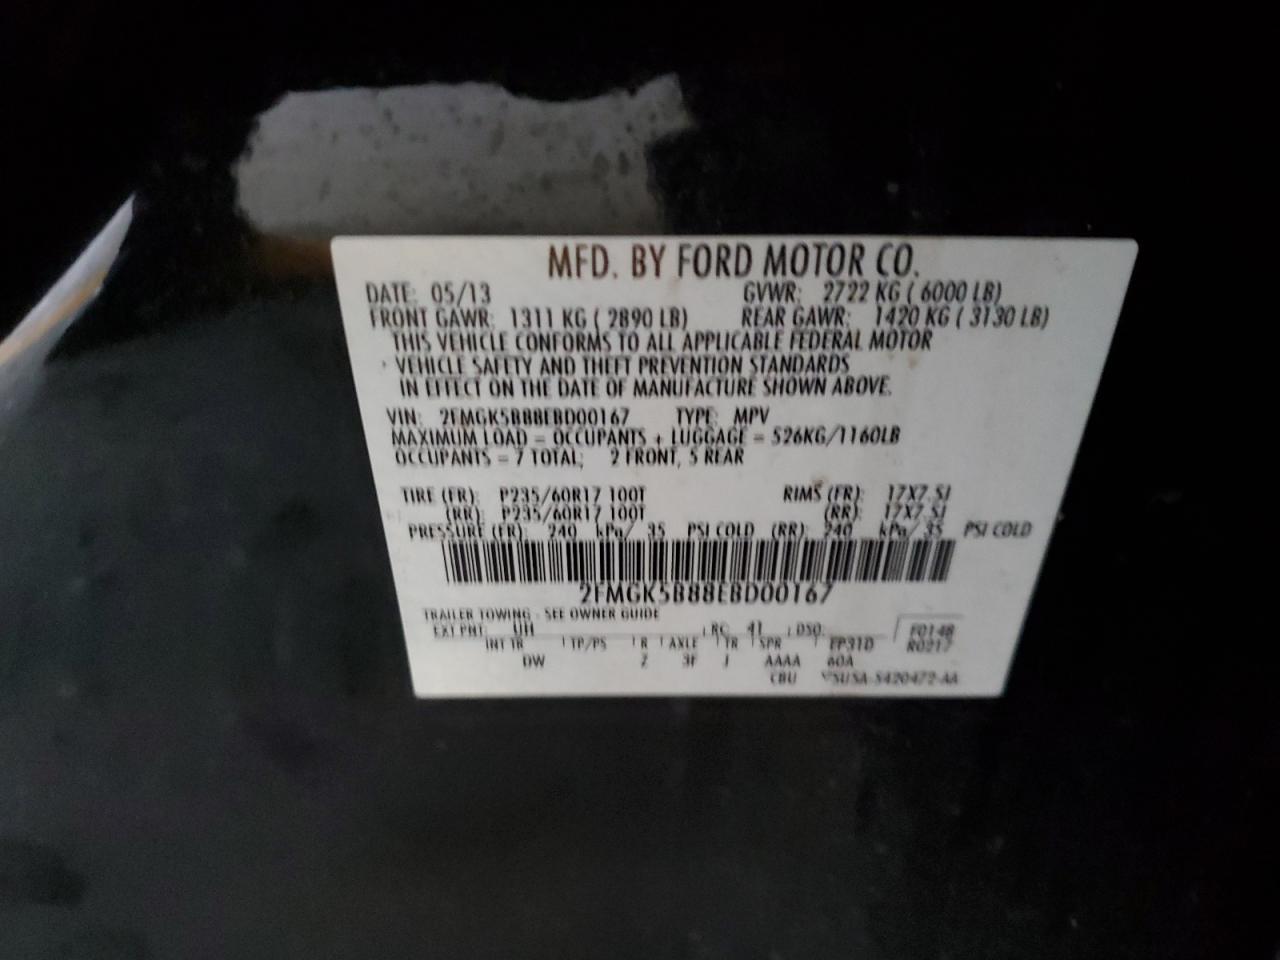 MFD. BY FORD MOTOR CO.
DATE: 05/13 GVWR: 2722 KG ( 6000 LB)
FRONT GAWR: 1311 KG ( 2890 LB) REAR GAWR: 1420 KG ( 3130 LB)
THIS VEHICLE CONFORMS TO ALL APPLICABLE FEDERAL MOTOR
VEHICLE SAFETY AND THEFT PREVENTION STANDARDS
IN EFFECT ON THE DATE OF MANUFACTURE SHOWN ABOVE.
VIN: 2FMGK5B88EBD00167 TYPE: MPV
MAXIMUM LOAD = OCCUPANTS + LUGGAGE = 526KG/1160LB
OCCUPANTS = 7 TOTAL; 2 FRONT, 5 REAR
TIRE (FR): P235/60R17 100T RIMS (FR): 17X7.5J
(RR): P235/60R17 100T (RR): 17X7.5J
PRESSURE (FR): 240 kPa/ 35 PSI COLD (RR): 240 kPa/ 35 PSI COLD
2FMGK5B88EBD00167
TRAILER TOWING - SEE OWNER GUIDE
EXT PNT: UH RC: 41 DSO: F0148
INT TR TP/PS R AXLE TR SPR EP31D R0217
DW Z 3F J AAAA 60A
CBU 5U5A-5420472-AA